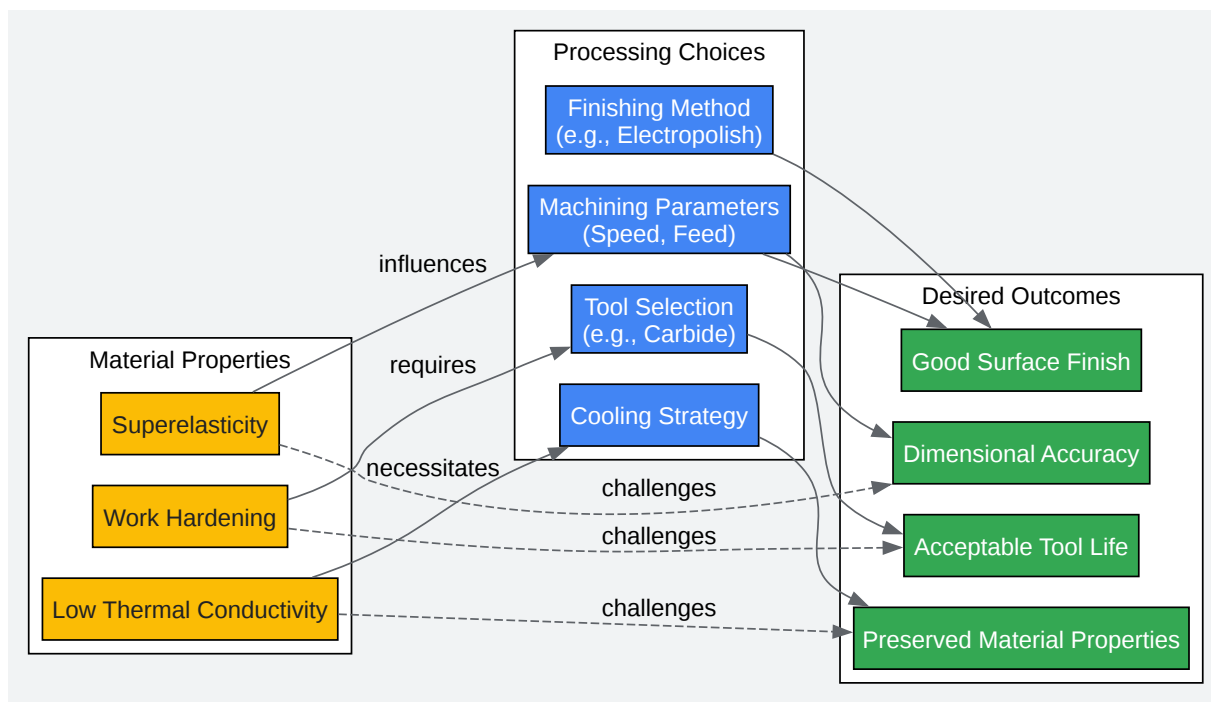 Processing Choices
Finishing Method
(e.g., Electropolish)
Machining Parameters
(Speed, Feed)
influences
Desired Outcomes
Tool Selection
(e.g., Carbide)
Material Properties
requires
Good Surface Finish
Superelasticity
Cooling Strategy
necessitates
Dimensional Accuracy
challenges
Work Hardening
challenges
Acceptable Tool Life
Low Thermal Conductivity
challenges
Preserved Material Properties